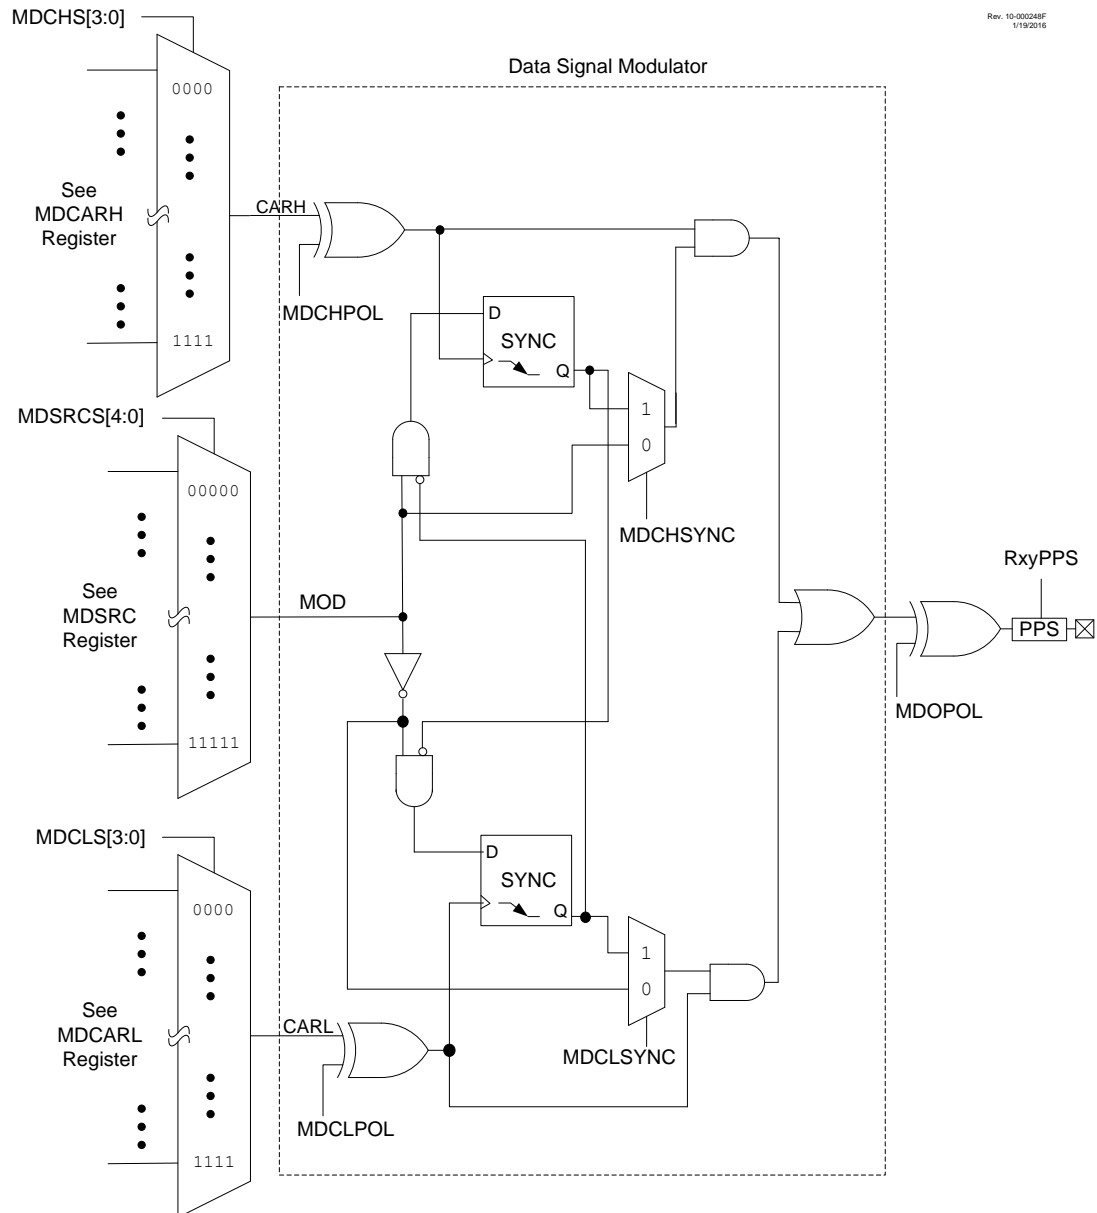 MDCHS[3:0]
Rev. 10-000248F
1/19/2016
Data Signal Modulator
0000
See
MDCARH
Register
CARH
MDCHPOL
1111
D
SYNC
Q
1
0
MDCHSYNC
MDSRCS[4:0]
00000
See
MDSRC
Register
MOD
11111
RxyPPS
PPS
MDOPOL
MDCLS[3:0]
0000
D
SYNC
Q
1
0
See
MDCARL
Register
CARL
MDCLSYNC
MDCLPOL
1111